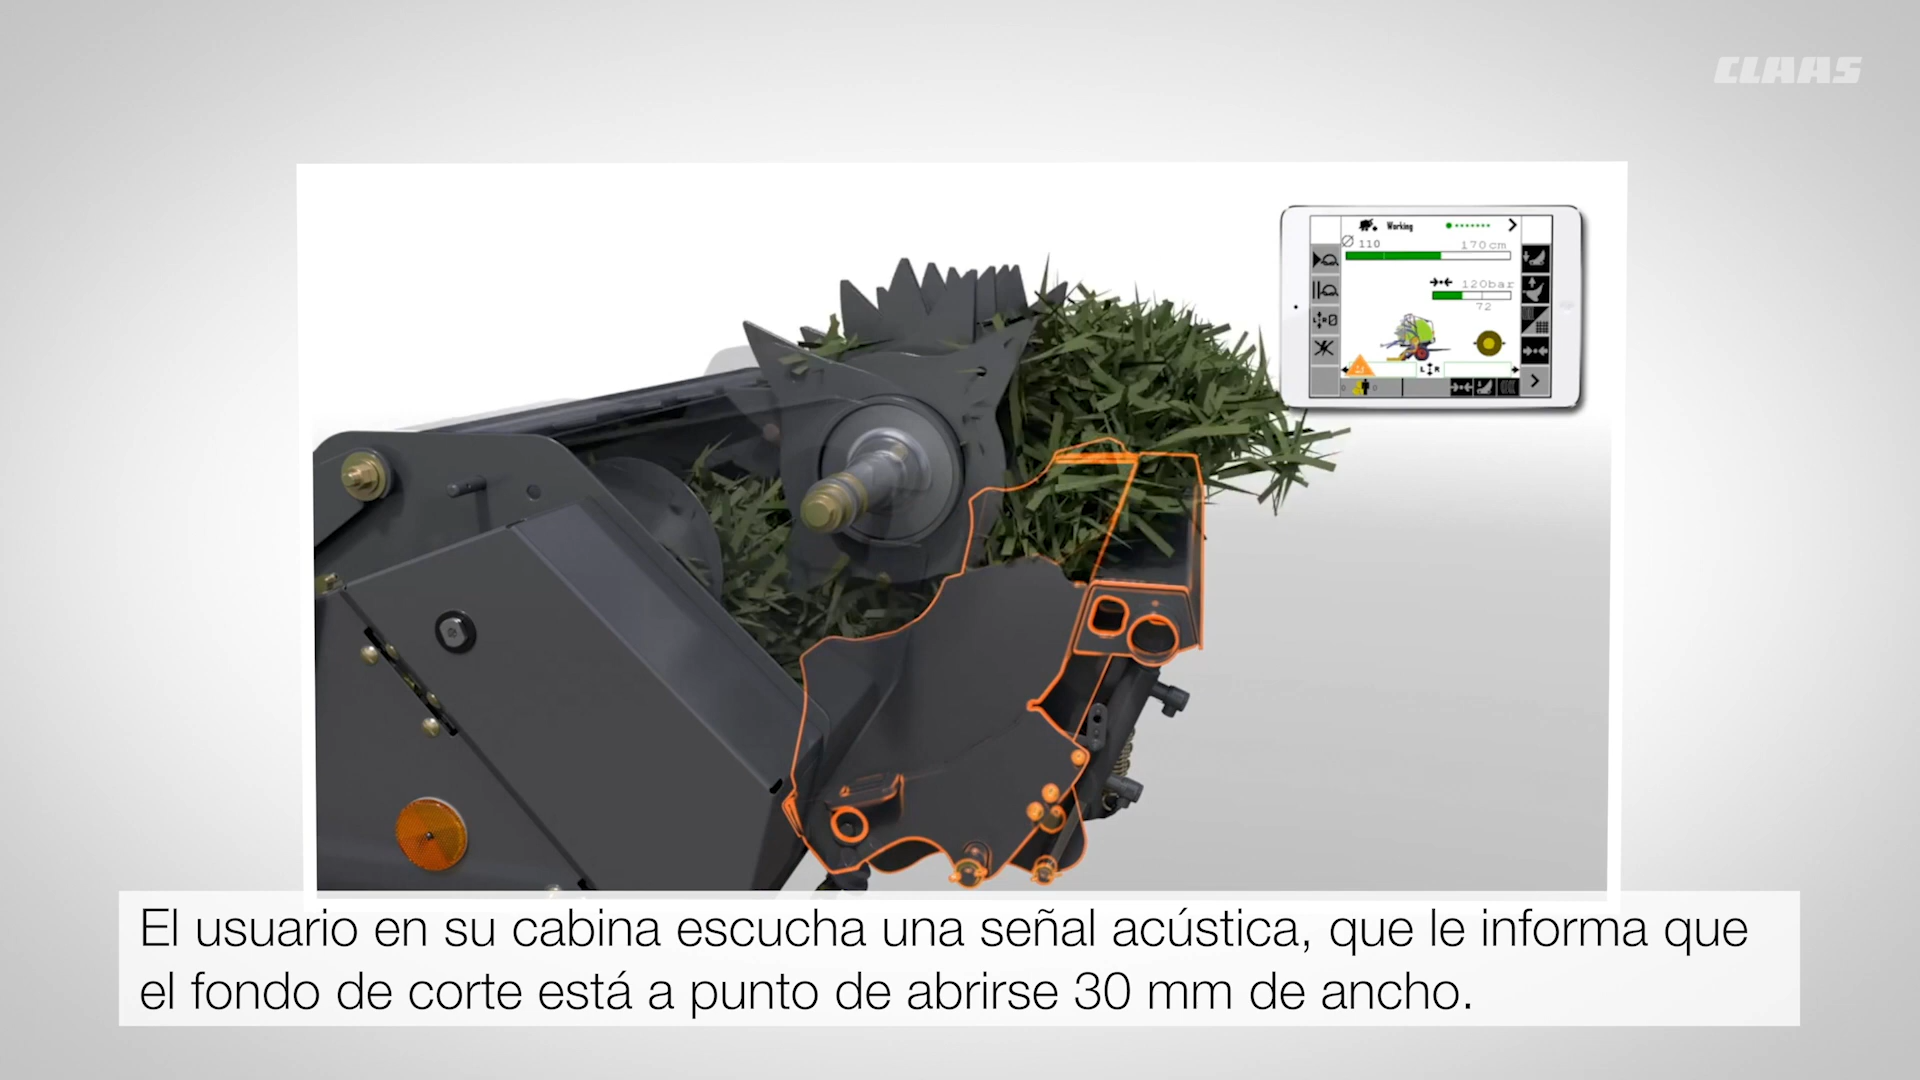 CLAAS
Working
110
170cm
120bar
72
L R
El usuario en su cabina escucha una señal acústica, que le informa que
el fondo de corte está a punto de abrirse 30 mm de ancho.